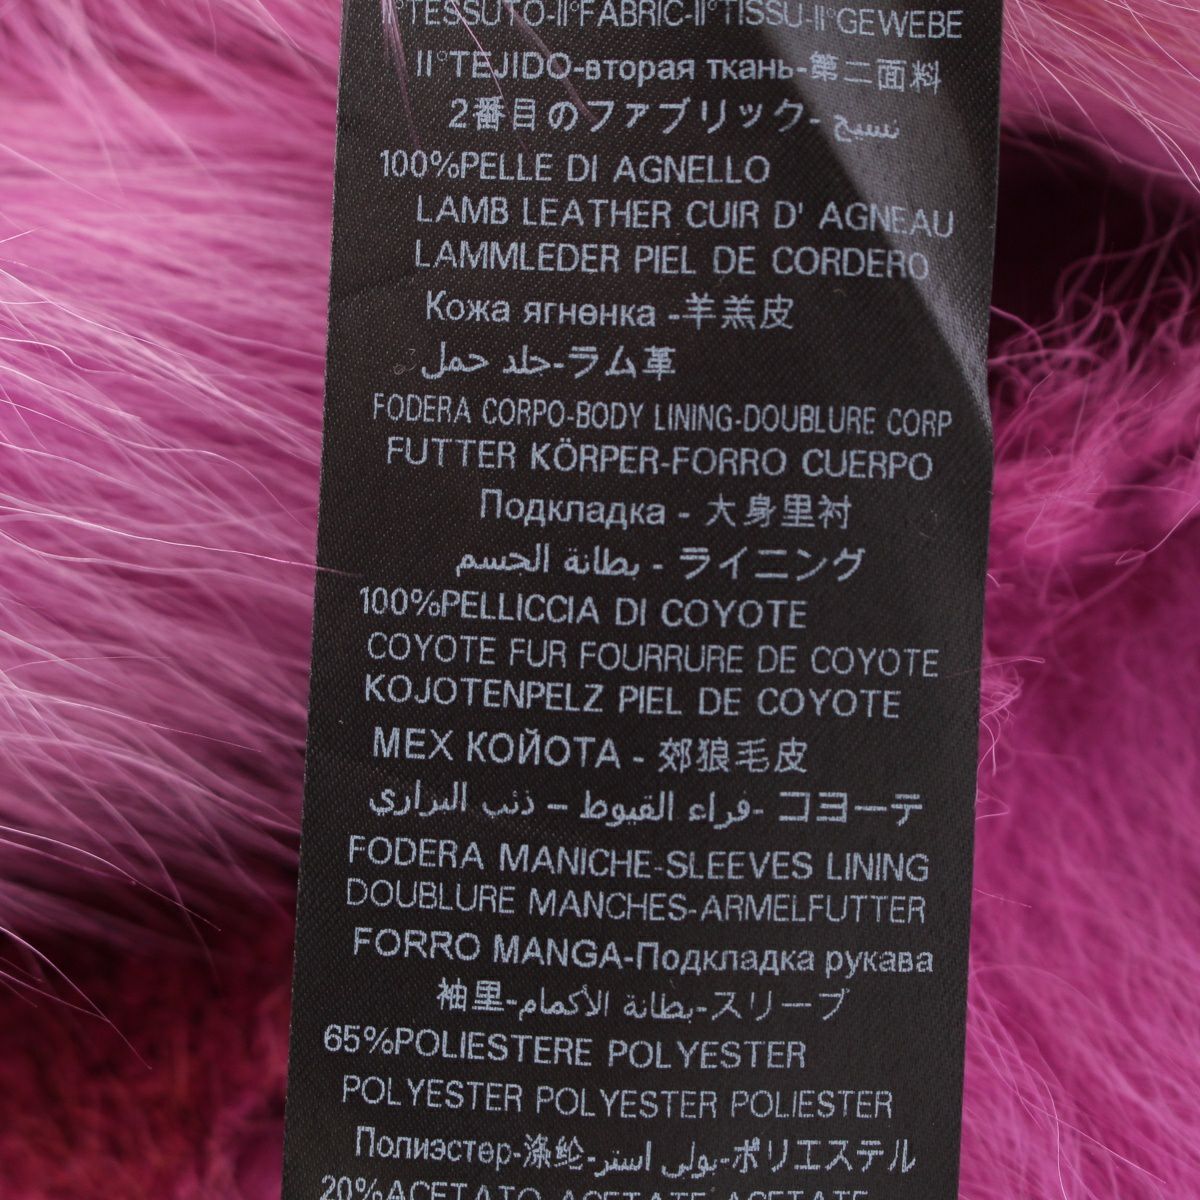 II°TESSUTO-II°FABRIC-II°TISSU-II°GEWEBE
II°TEJIDO-вторая ткань-第二面料
2番目のファブリック- نسيج
100%PELLE DI AGNELLO
LAMB LEATHER CUIR D' AGNEAU
LAMMLEDER PIEL DE CORDERO
Кожа ягнөнка -羊羔皮
جلد حمل-ラム革
FODERA CORPO-BODY LINING-DOUBLURE CORP
FUTTER KÖRPER-FORRO CUERPO
Подкладка - 大身里衬
بطانة الجسم - ライニング
100%PELLICCIA DI COYOTE
COYOTE FUR FOURRURE DE COYOTE
KOJOTENPELZ PIEL DE COYOTE
МЕХ КОЙОТА - 郊狼毛皮
فراء القيوط – ذئب البراري- コヨーテ
FODERA MANICHE-SLEEVES LINING
DOUBLURE MANCHES-ARMELFUTTER
FORRO MANGA-Подкладка рукава
袖里-بطانة الأكمام-スリーブ
65%POLIESTERE POLYESTER
POLYESTER POLYESTER POLIESTER
Полиэстөр-涤纶-بولي استر-ポリエステル
20%ACETATO ACETATE ACETATE